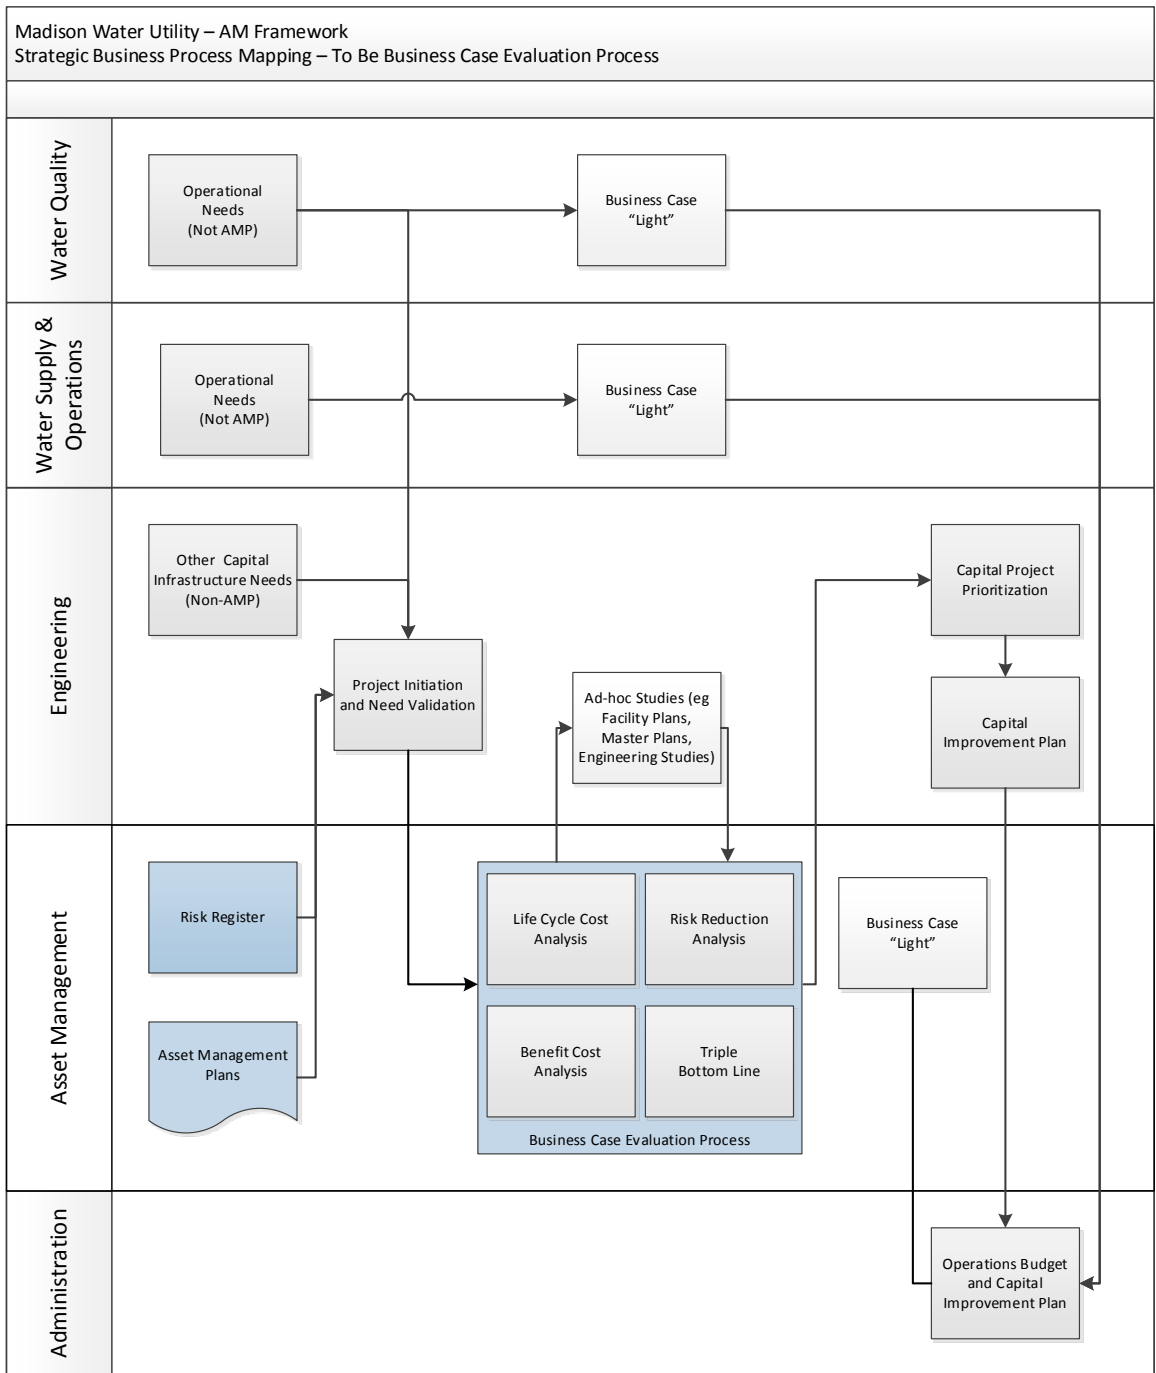 Madison Water Utility – AM Framework
Strategic Business Process Mapping – To Be Business Case Evaluation Process
Water Quality
Operational
Needs
(Not AMP)
Business Case
“Light”
Water Supply &
Operations
Operational
Needs
(Not AMP)
Business Case
“Light”
Engineering
Other Capital
Infrastructure Needs
(Non-AMP)
Project Initiation
and Need Validation
Ad-hoc Studies (eg
Facility Plans,
Master Plans,
Engineering Studies)
Capital Project
Prioritization
Capital
Improvement Plan
Asset Management
Risk Register
Asset Management
Plans
Life Cycle Cost
Analysis
Risk Reduction
Analysis
Benefit Cost
Analysis
Triple
Bottom Line
Business Case Evaluation Process
Business Case
“Light”
Administration
Operations Budget
and Capital
Improvement Plan